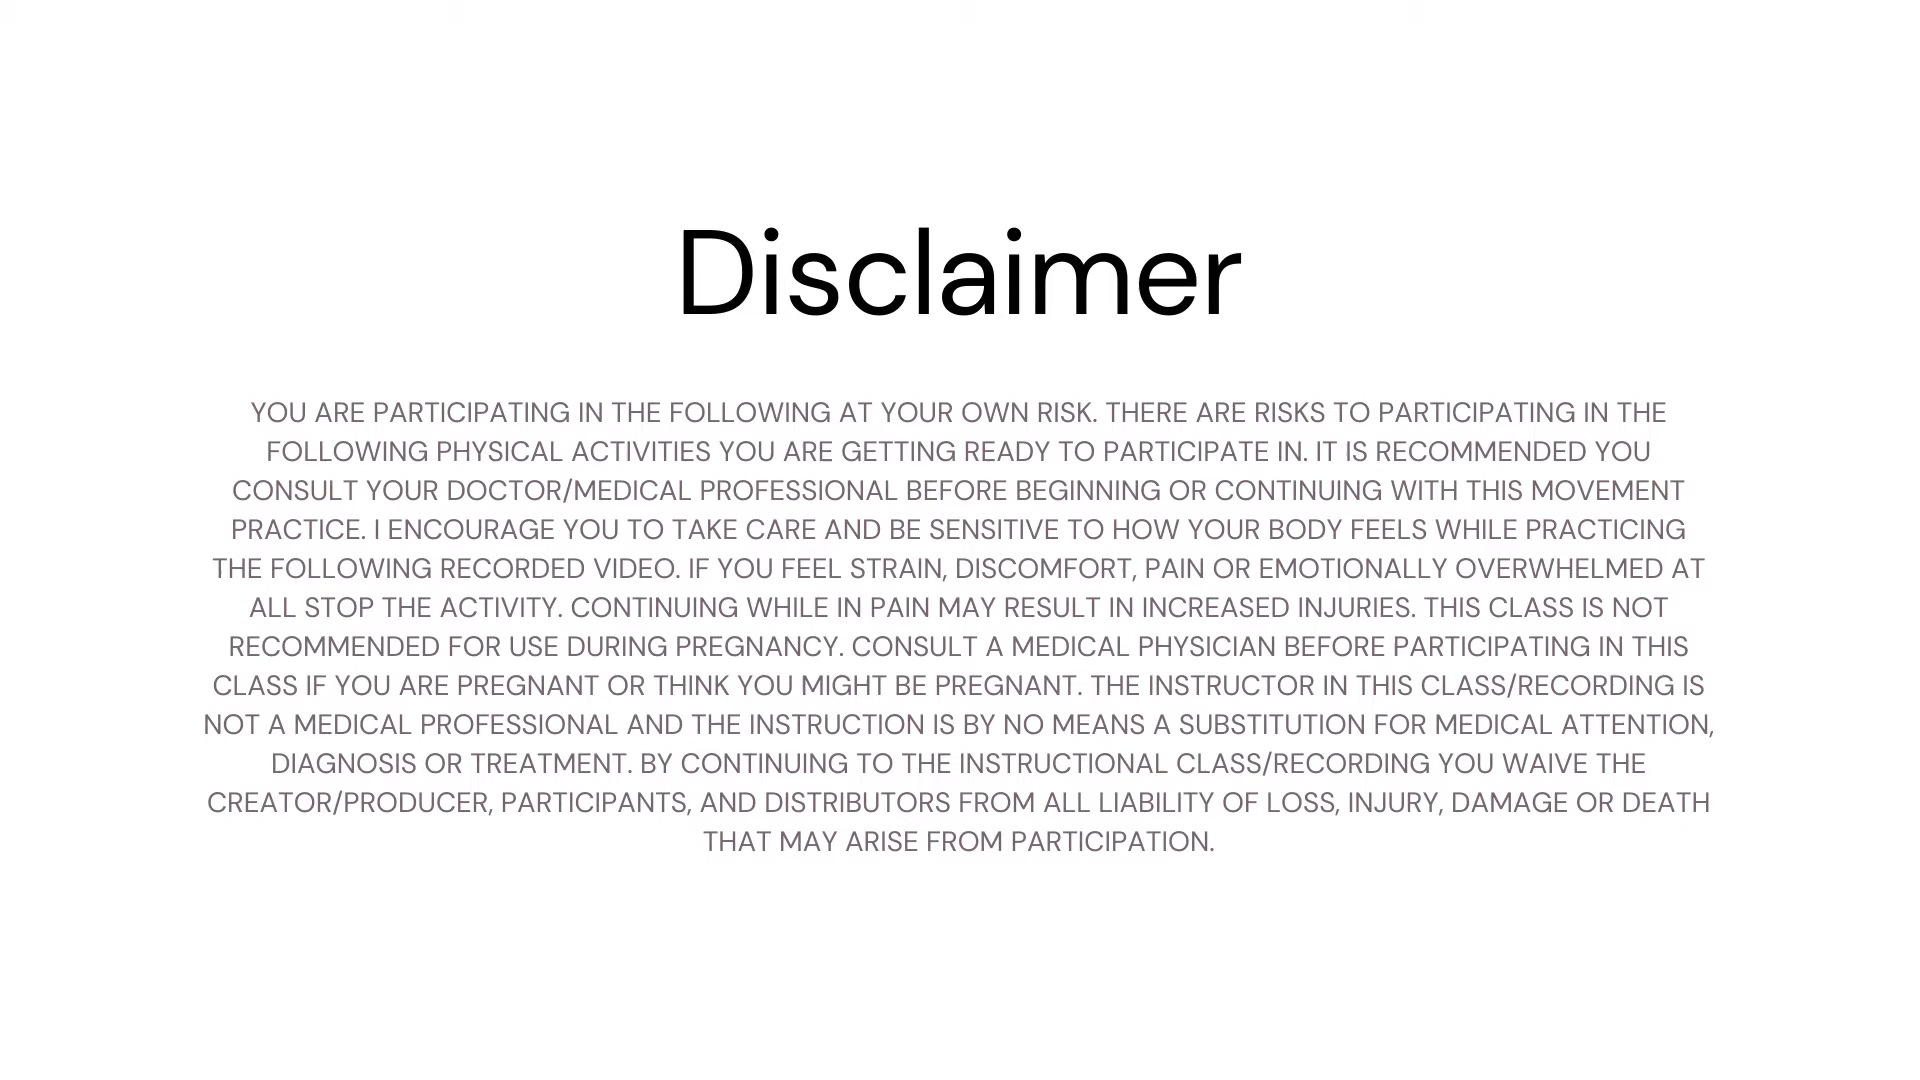 Disclaimer
YOU ARE PARTICIPATING IN THE FOLLOWING AT YOUR OWN RISK. THERE ARE RISKS TO PARTICIPATING IN THE
FOLLOWING PHYSICAL ACTIVITIES YOU ARE GETTING READY TO PARTICIPATE IN. IT IS RECOMMENDED YOU
CONSULT YOUR DOCTOR/MEDICAL PROFESSIONAL BEFORE BEGINNING OR CONTINUING WITH THIS MOVEMENT
PRACTICE. I ENCOURAGE YOU TO TAKE CARE AND BE SENSITIVE TO HOW YOUR BODY FEELS WHILE PRACTICING
THE FOLLOWING RECORDED VIDEO. IF YOU FEEL STRAIN, DISCOMFORT, PAIN OR EMOTIONALLY OVERWHELMED AT
ALL STOP THE ACTIVITY. CONTINUING WHILE IN PAIN MAY RESULT IN INCREASED INJURIES. THIS CLASS IS NOT
RECOMMENDED FOR USE DURING PREGNANCY. CONSULT A MEDICAL PHYSICIAN BEFORE PARTICIPATING IN THIS
CLASS IF YOU ARE PREGNANT OR THINK YOU MIGHT BE PREGNANT. THE INSTRUCTOR IN THIS CLASS/RECORDING IS
NOT A MEDICAL PROFESSIONAL AND THE INSTRUCTION IS BY NO MEANS A SUBSTITUTION FOR MEDICAL ATTENTION,
DIAGNOSIS OR TREATMENT. BY CONTINUING TO THE INSTRUCTIONAL CLASS/RECORDING YOU WAIVE THE
CREATOR/PRODUCER, PARTICIPANTS, AND DISTRIBUTORS FROM ALL LIABILITY OF LOSS, INJURY, DAMAGE OR DEATH
THAT MAY ARISE FROM PARTICIPATION.